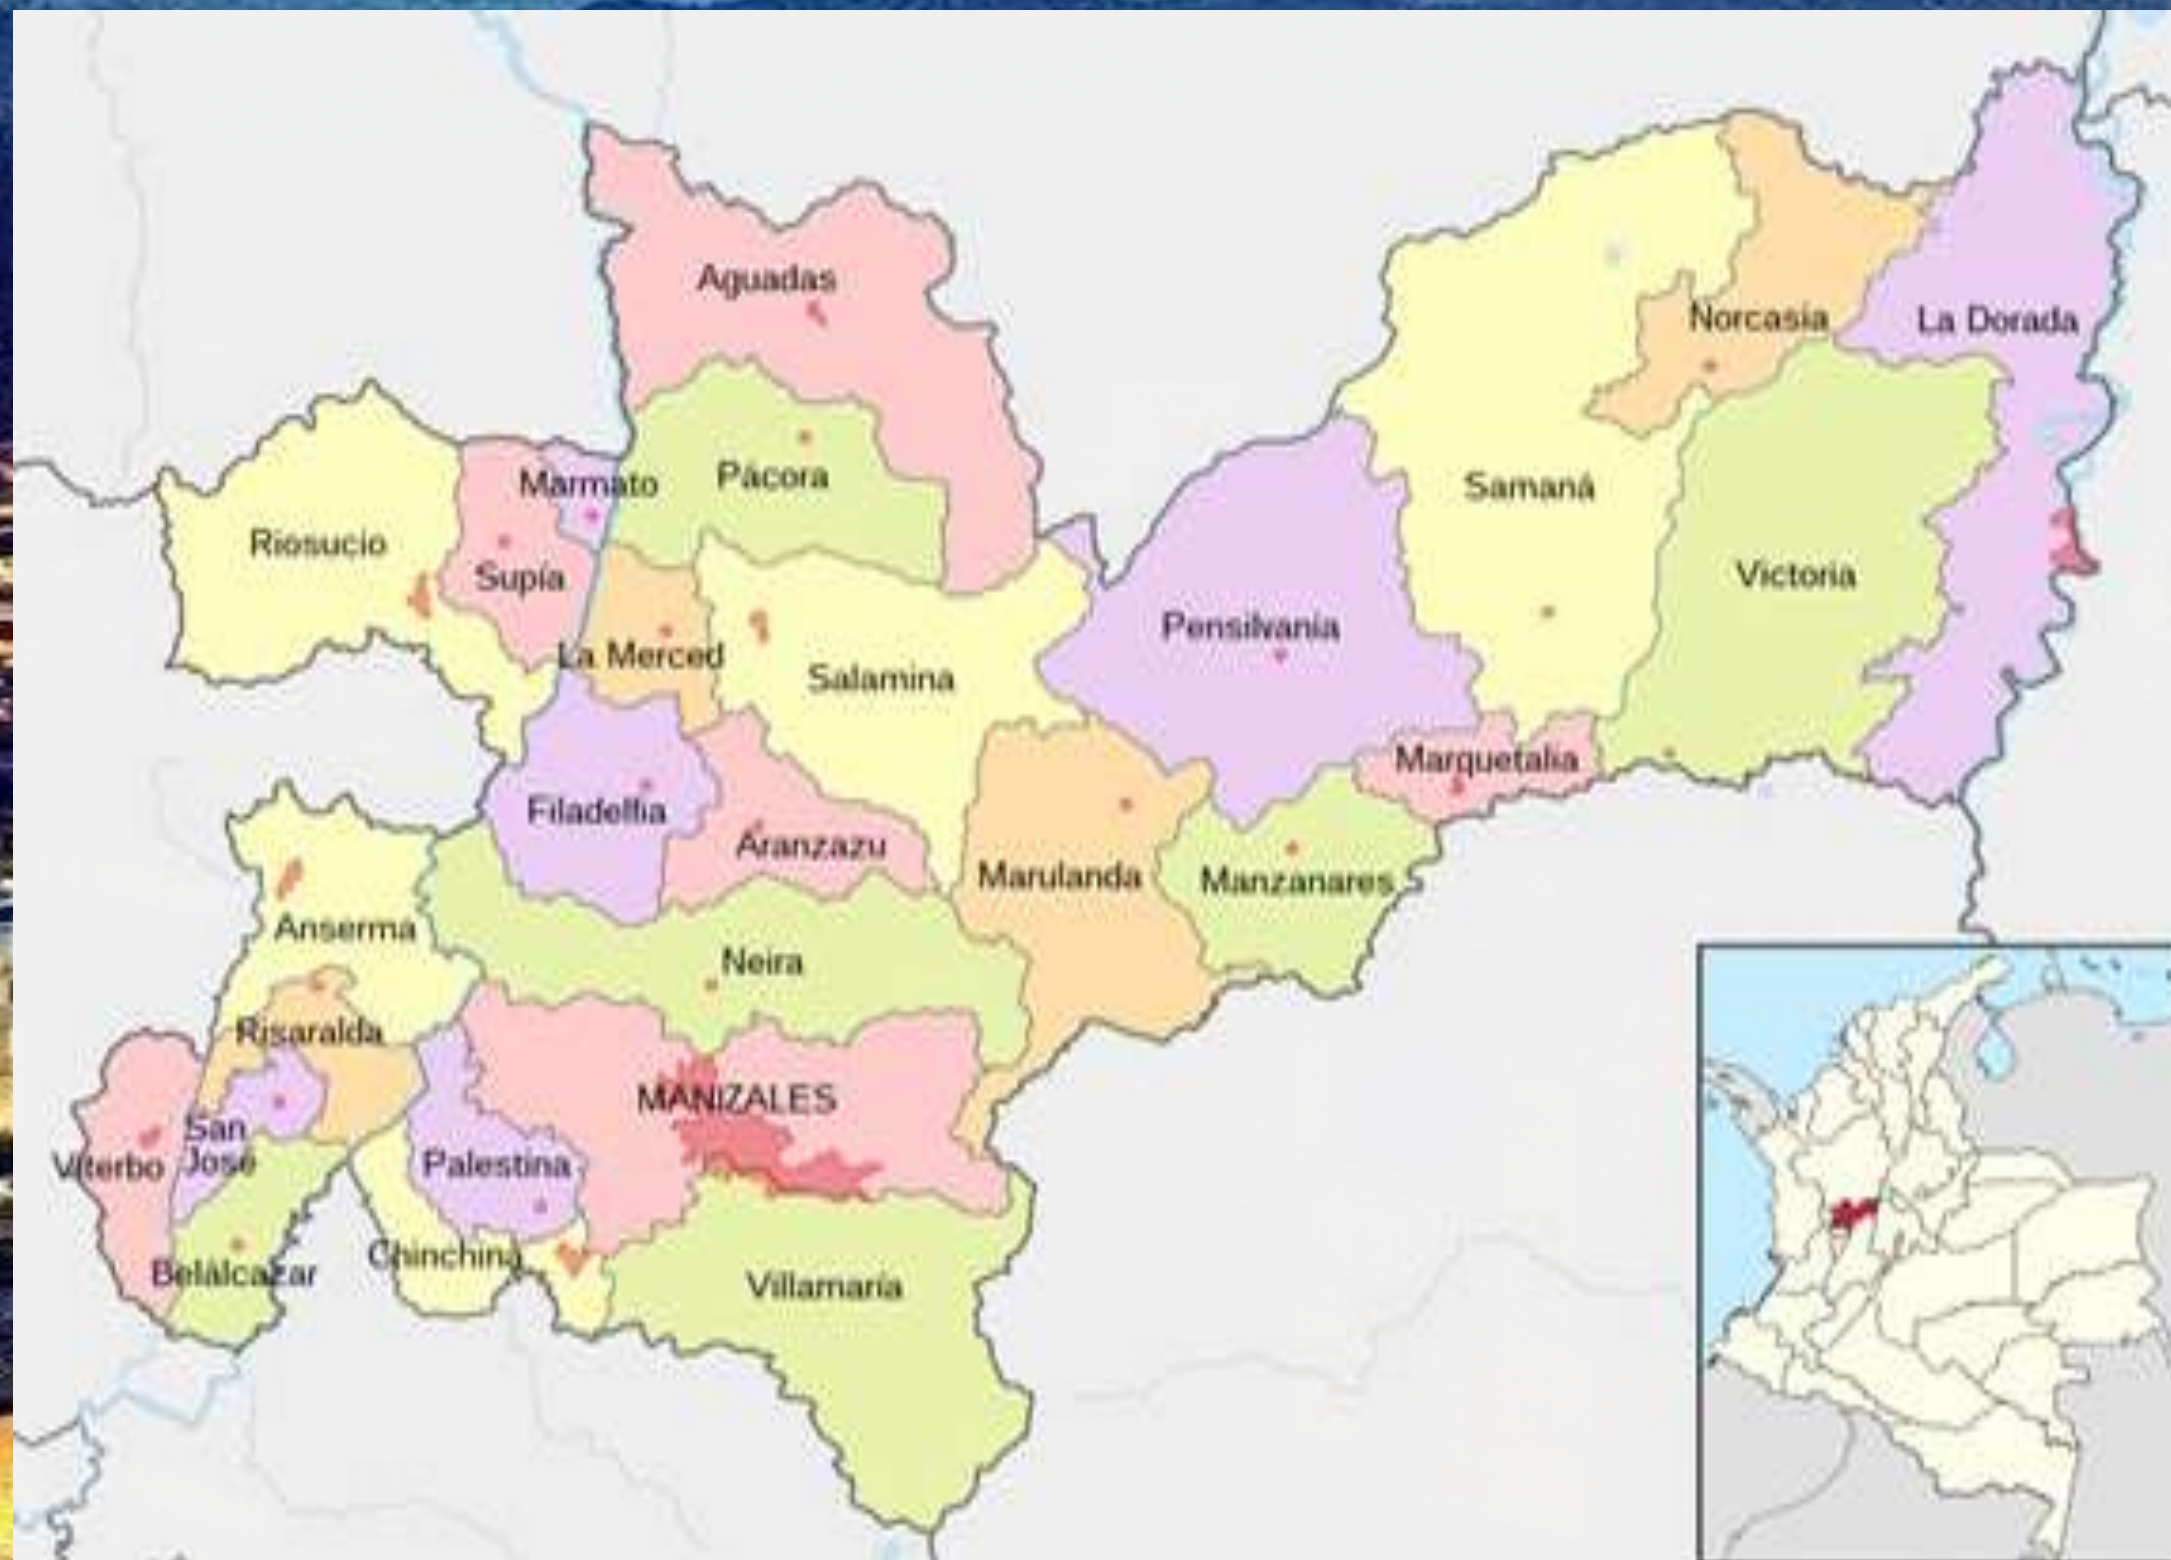 Aguadas
Norcasia
La Dorada
Marmato
Pácora
Samaná
Riosucio
Supía
Victoria
Pensilvania
La Merced
Salamina
Marquetalia
Filadelfia
Aranzazu
Marulanda
Manzanares
Anserma
Neira
Risaralda
MANIZALES
San
José
Viterbo
Palestina
Belálcazar
Chinchiná
Villamaría